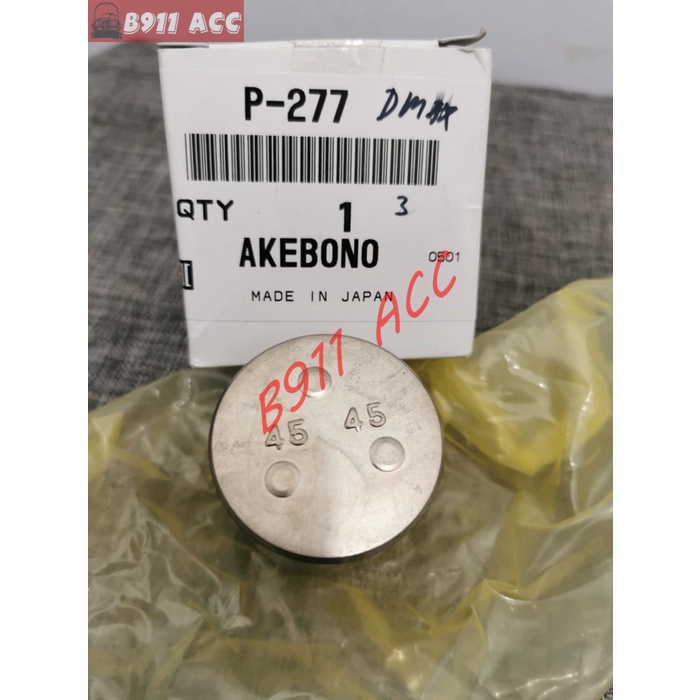 B911 ACC
P-277 DMAX
QTY 1 3
AKEBONO 0501
MADE IN JAPAN
B911 ACC
45 45